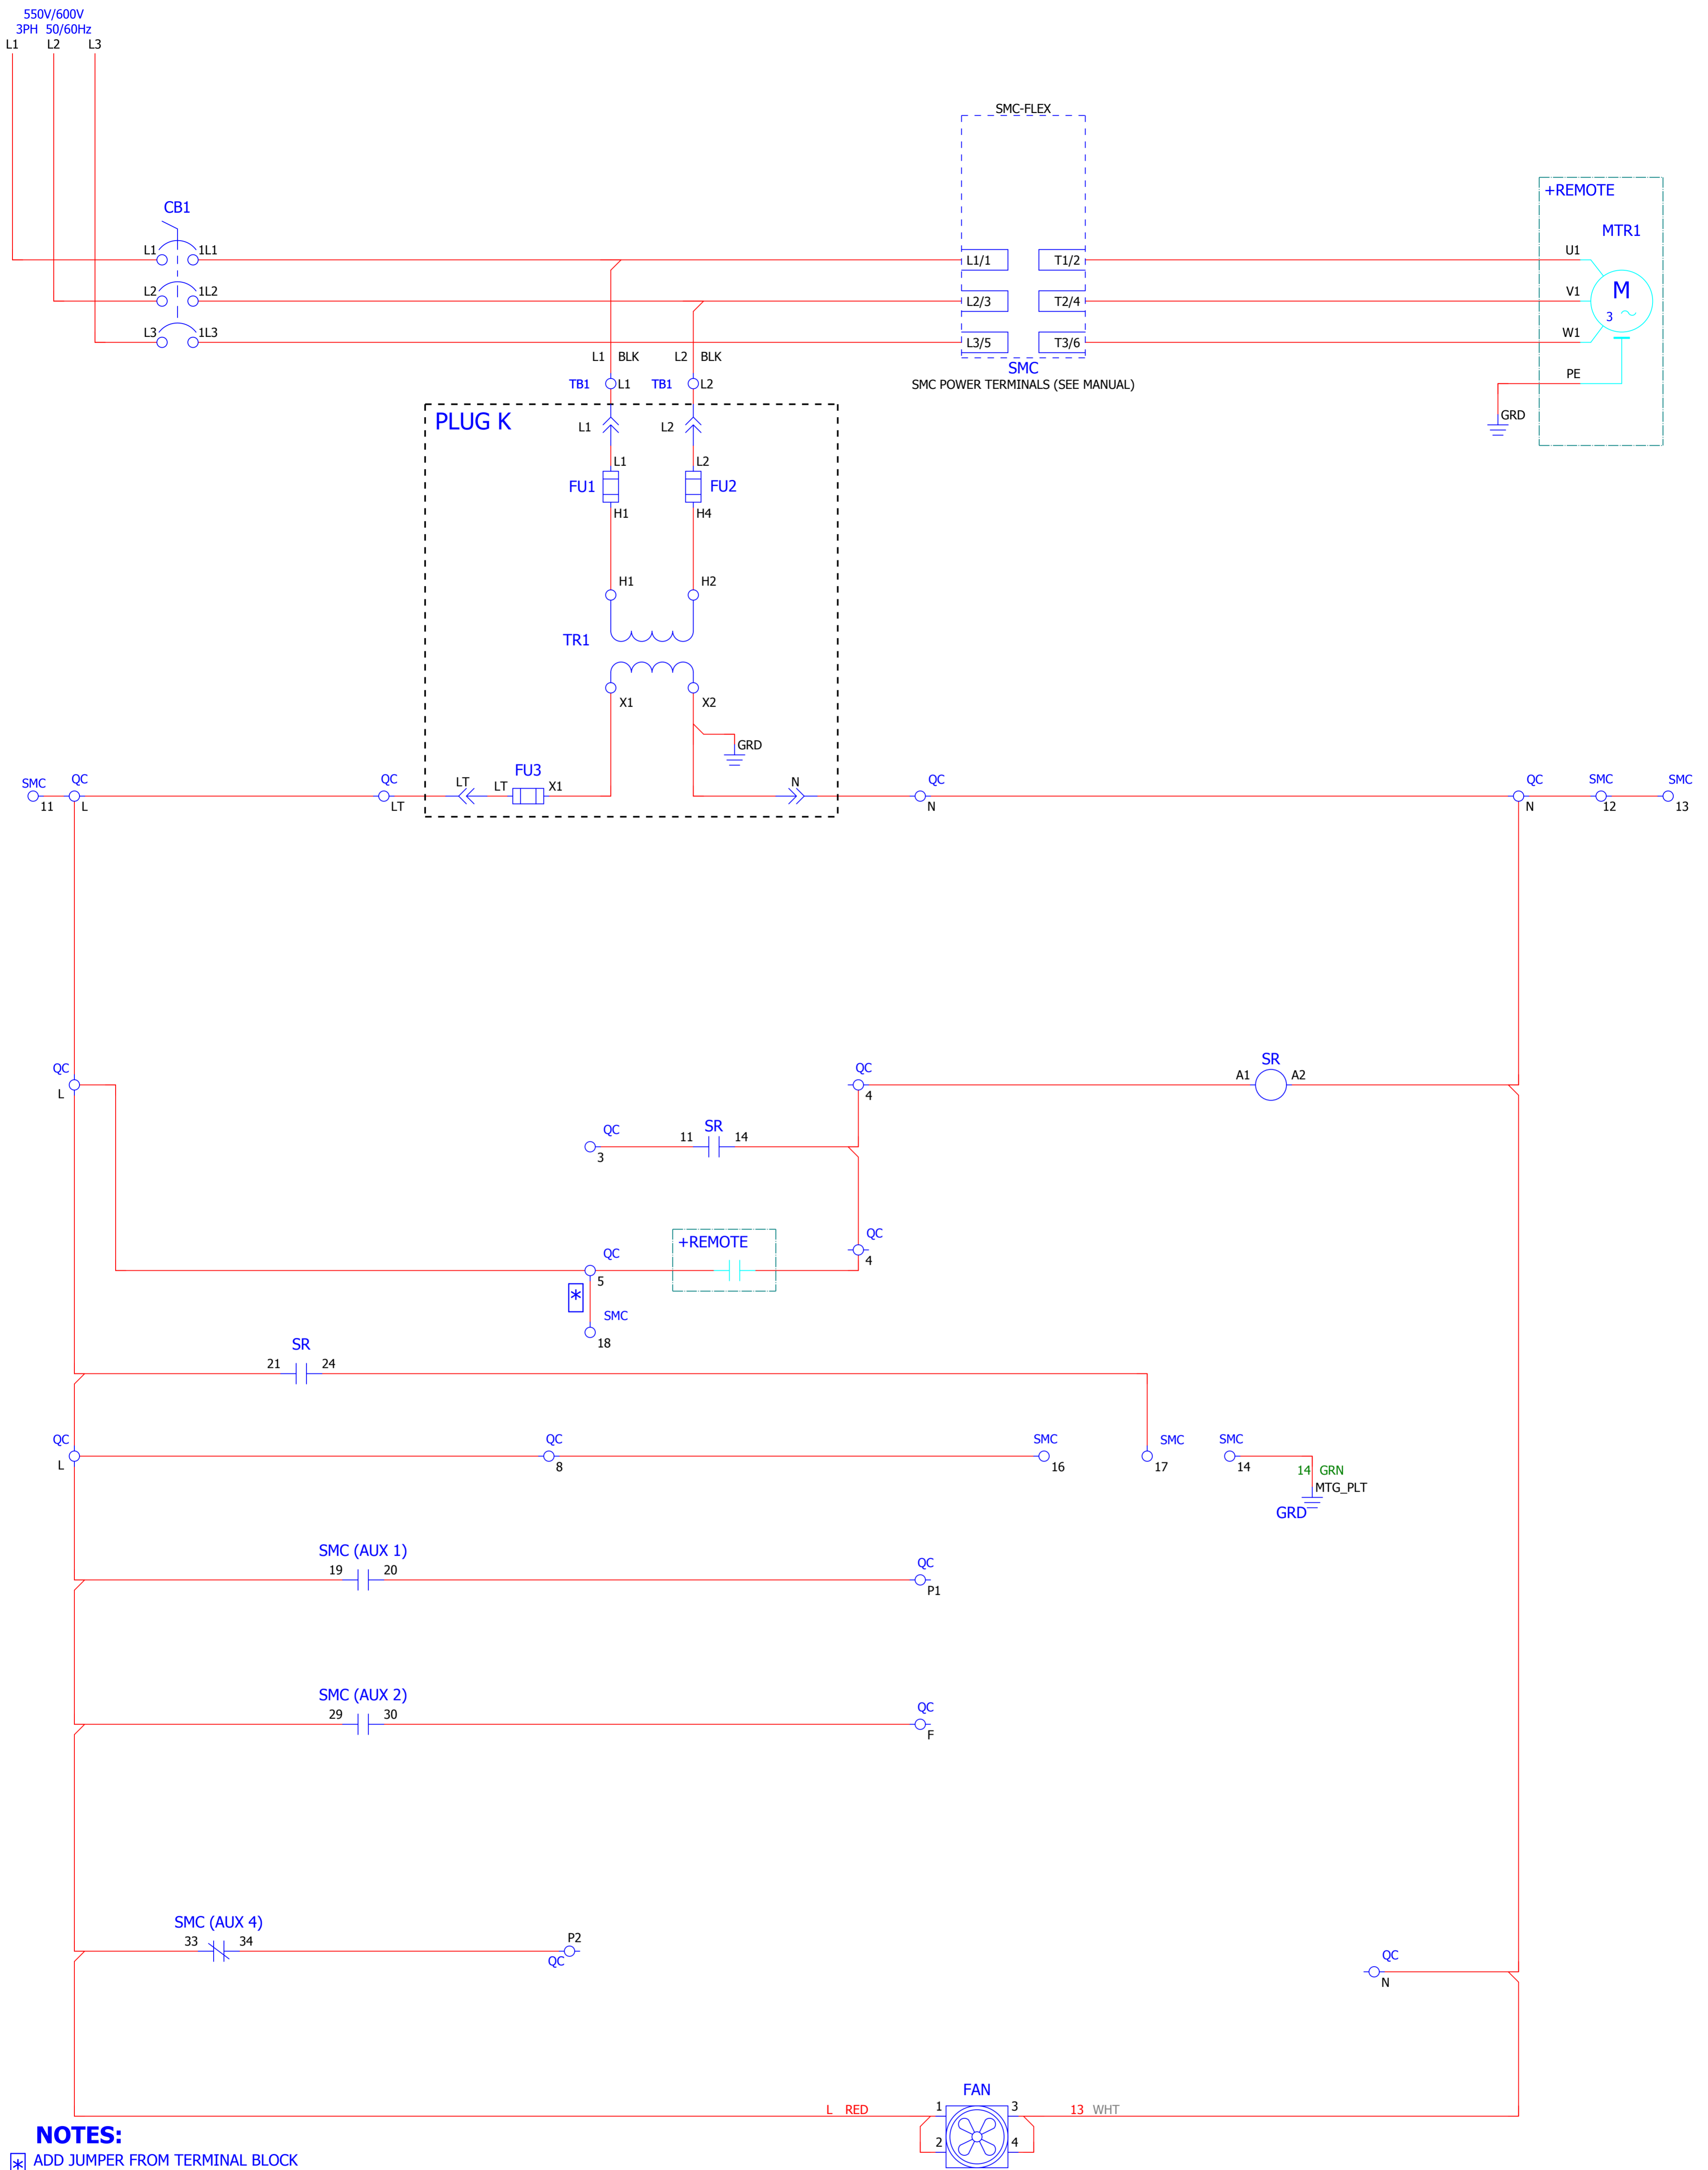 550V/600V
3PH 50/60Hz
L1 L2 L3
SMC-FLEX
+REMOTE
CB1
MTR1
L1 1L1 L1/1 T1/2 U1
L2 1L2 L2/3 T2/4 V1
M
3
L3 1L3 L3/5 T3/6 W1
L1 BLK L2 BLK
SMC
PE
TB1 L1 TB1 L2
SMC POWER TERMINALS (SEE MANUAL)
GRD
PLUG K
L1 L2
L1 L2
FU1 FU2
H1 H4
H1 H2
TR1
X1 X2
GRD
FU3
SMC QC QC LT LT X1 N QC QC SMC SMC
11 L LT N N 12 13
QC QC SR
L 4 A1 A2
SR
QC 11 14
3
QC
+REMOTE
QC 4
5
*
SMC
18
SR
21 24
QC QC SMC SMC SMC
L 8 16 17 14
14 GRN
MTG_PLT
GRD
SMC (AUX 1)
19 20 QC
P1
SMC (AUX 2)
29 30 QC
F
SMC (AUX 4)
33 34 P2
QC
QC
N
FAN
L RED 1 3 13 WHT
2 4
NOTES:
* ADD JUMPER FROM TERMINAL BLOCK